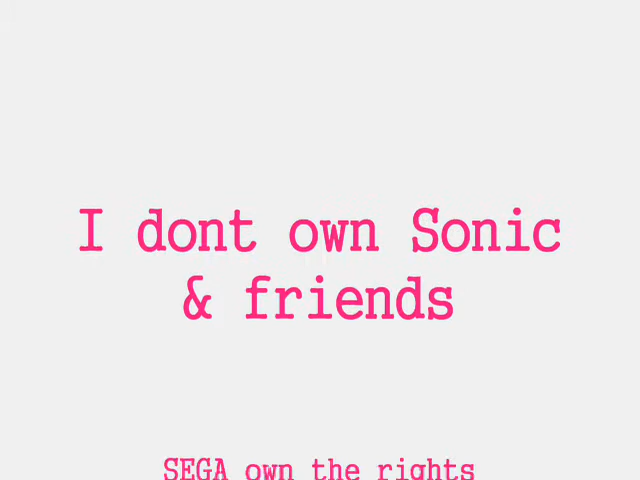 I dont own Sonic
& friends
SEGA own the rights